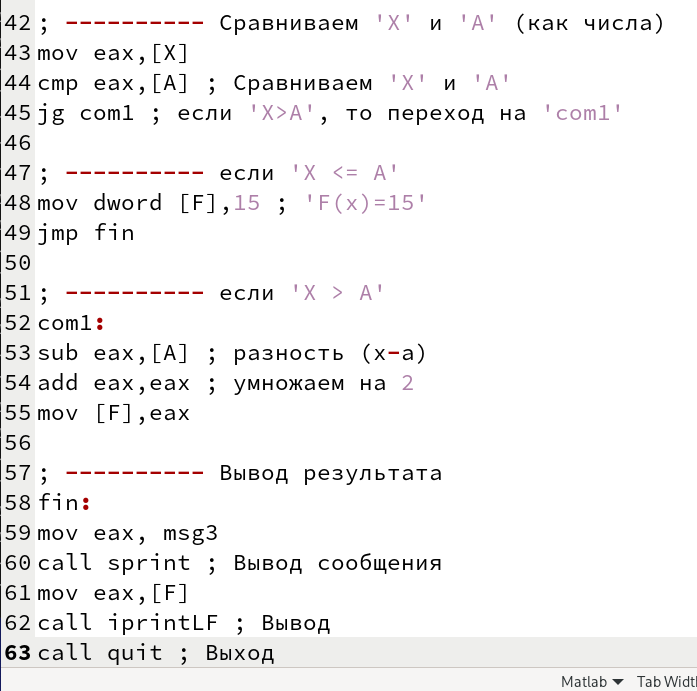 42 ; ---------- Сравниваем 'X' и 'A' (как числа)
43 mov eax,[X]
44 cmp eax,[A] ; Сравниваем 'X' и 'A'
45 jg com1 ; если 'X>A', то переход на 'com1'
46
47 ; ---------- если 'X <= A'
48 mov dword [F],15 ; 'F(x)=15'
49 jmp fin
50
51 ; ---------- если 'X > A'
52 com1:
53 sub eax,[A] ; разность (x-a)
54 add eax,eax ; умножаем на 2
55 mov [F],eax
56
57 ; ---------- Вывод результата
58 fin:
59 mov eax, msg3
60 call sprint ; Вывод сообщения
61 mov eax,[F]
62 call iprintLF ; Вывод
63 call quit ; Выход
Matlab Tab